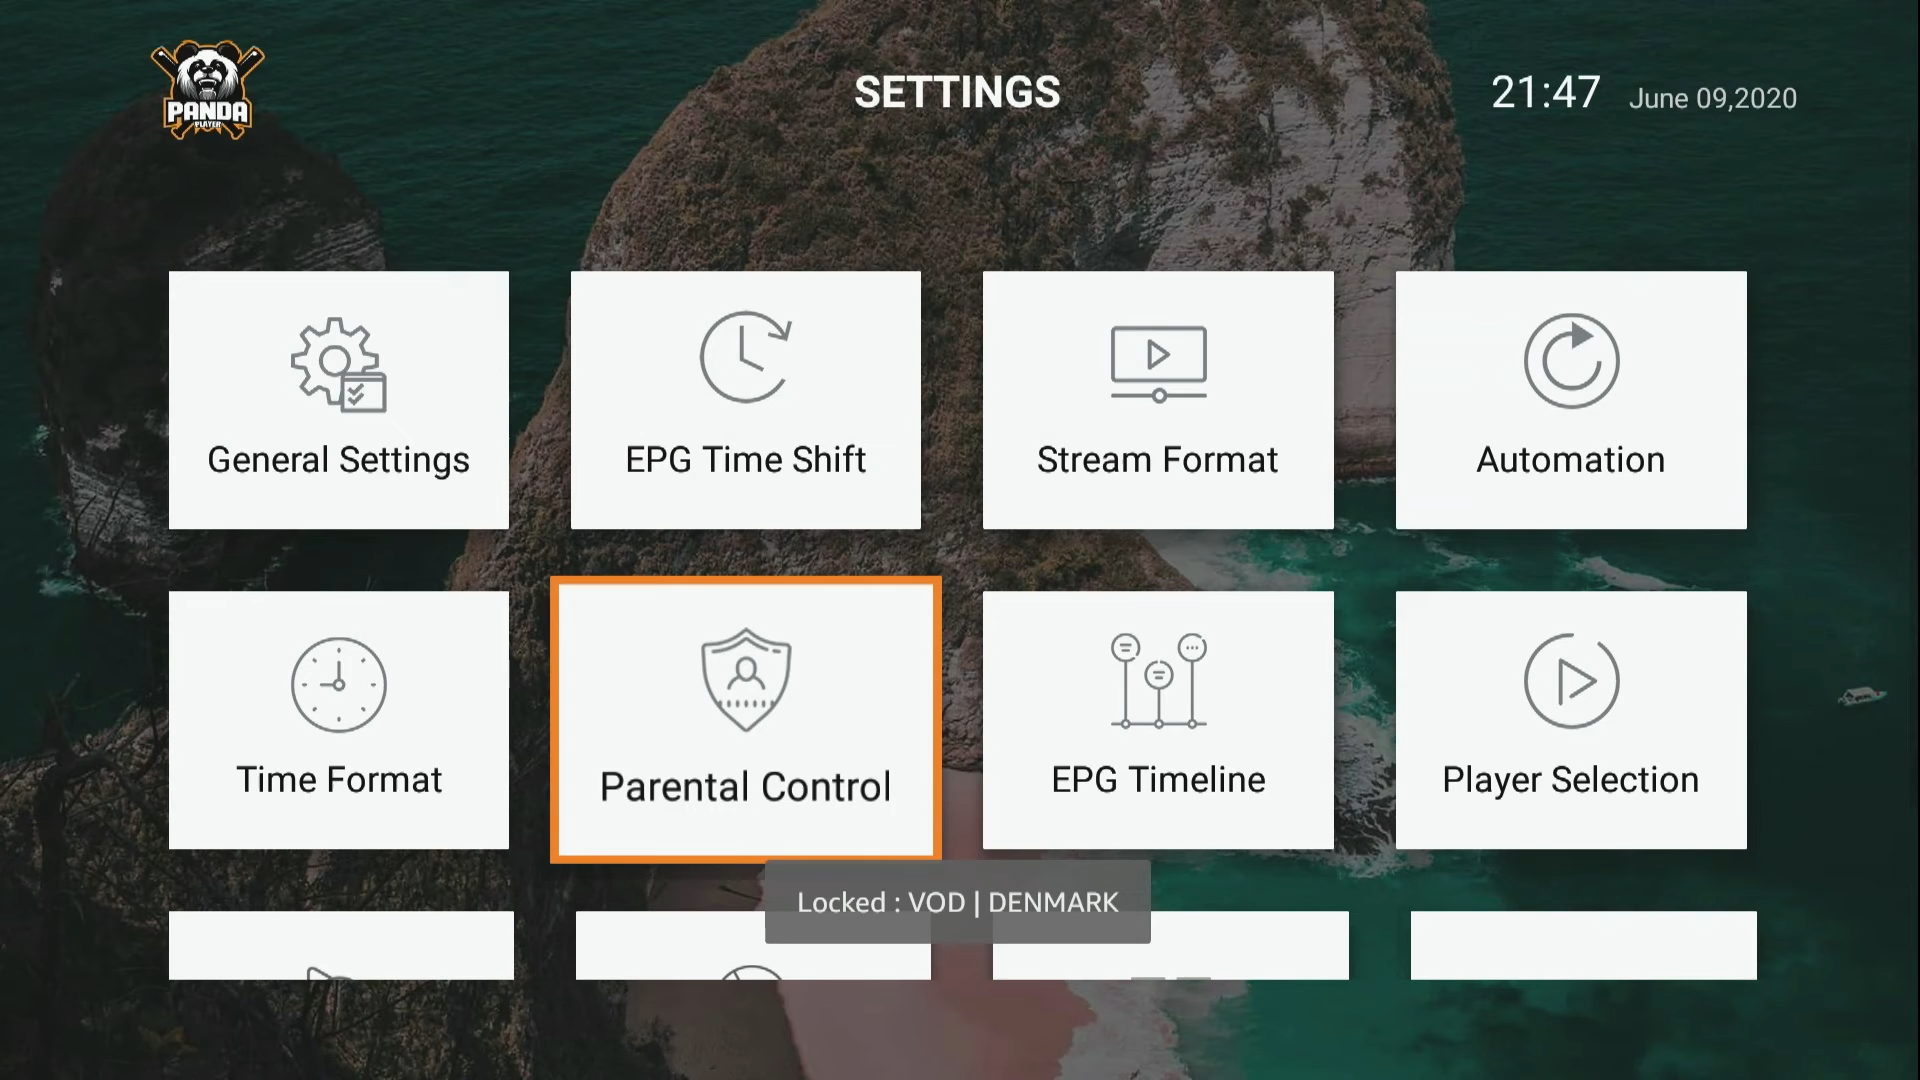 PANDA
PLAYER
SETTINGS
21:47 June 09,2020
General Settings
EPG Time Shift
Stream Format
Automation
Time Format
Parental Control
EPG Timeline
Player Selection
Locked : VOD | DENMARK